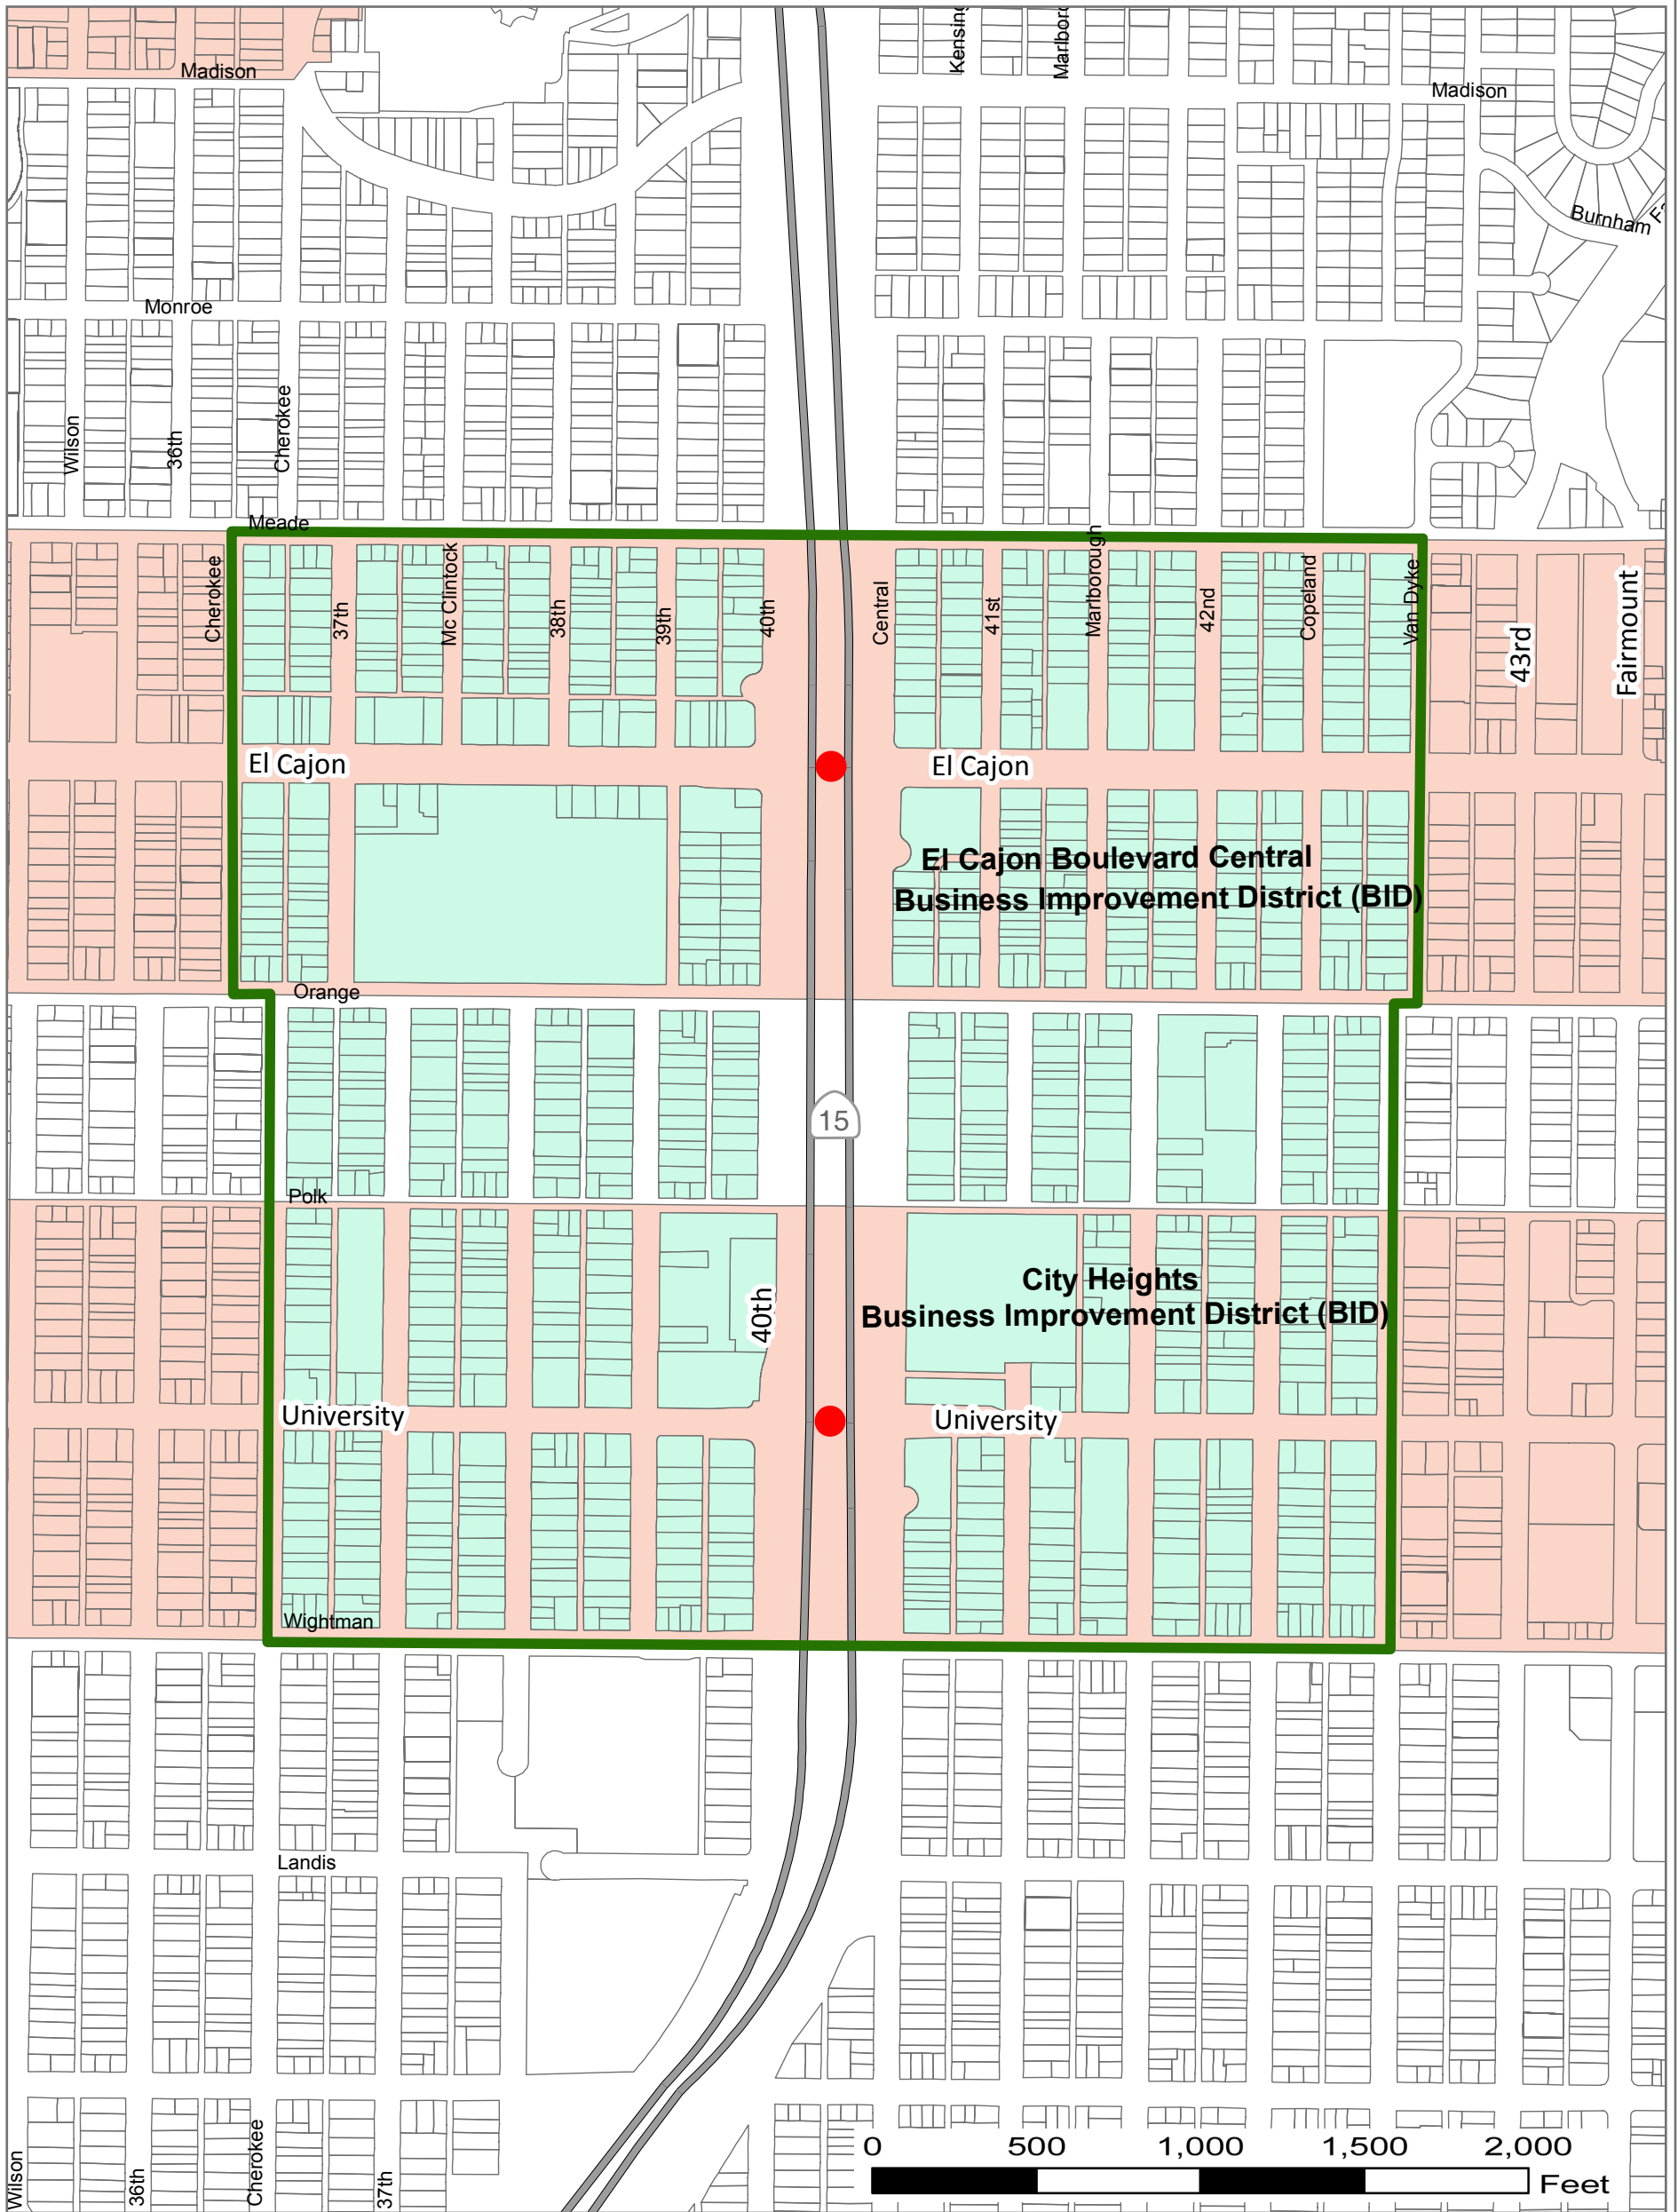 Kensing
Marlboro
Madison
Madison
Burnham
Monroe
Wilson
36th
Cherokee
Meade
Cherokee
37th
Mc Clintock
38th
39th
40th
Central
41st
Marlborough
42nd
Copeland
Van Dyke
43rd
Fairmount
El Cajon
El Cajon
El Cajon Boulevard Central
Business Improvement District (BID)
Orange
15
Polk
City Heights
Business Improvement District (BID)
40th
University
University
Wightman
Landis
Wilson
36th
Cherokee
37th
0 500 1,000 1,500 2,000
Feet